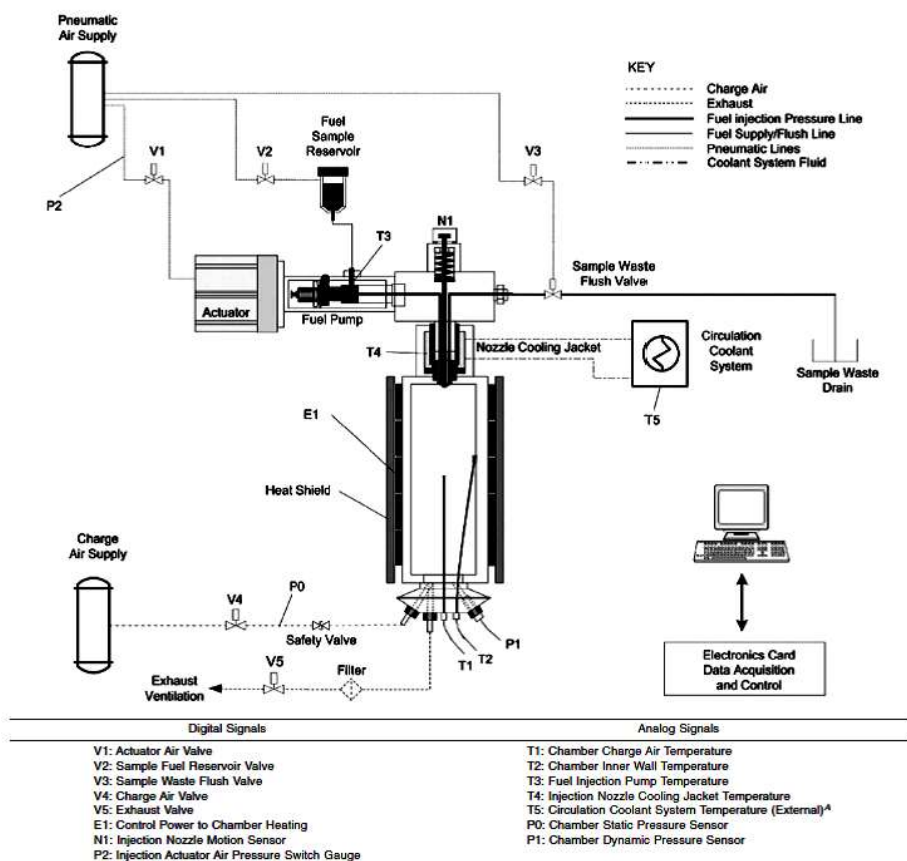 Pneumatic
Air Supply
KEY
Charge Air
Exhaust
Fuel injection Pressure Line
Fuel Supply/Flush Line
Pneumatic Lines
Coolant System Fluid
Fuel
Sample
Reservoir
V1
V2
V3
P2
N1
T3
Sample Waste
Flush Valve
Actuator
Fuel Pump
T4
Nozzle Cooling Jacket
Circulation
Coolant
System
Sample Waste
Drain
T5
E1
Heat Shield
Charge
Air Supply
V4
P0
Safety Valve
P1
T1
T2
V5
Filter
Exhaust
Ventilation
Electronics Card
Data Acquisition
and Control
Digital Signals
V1: Actuator Air Valve
V2: Sample Fuel Reservoir Valve
V3: Sample Waste Flush Valve
V4: Charge Air Valve
V5: Exhaust Valve
E1: Control Power to Chamber Heating
N1: Injection Nozzle Motion Sensor
P2: Injection Actuator Air Pressure Switch Gauge
Analog Signals
T1: Chamber Charge Air Temperature
T2: Chamber Inner Wall Temperature
T3: Fuel Injection Pump Temperature
T4: Injection Nozzle Cooling Jacket Temperature
T5: Circulation Coolant System Temperature (External)A
P0: Chamber Static Pressure Sensor
P1: Chamber Dynamic Pressure Sensor